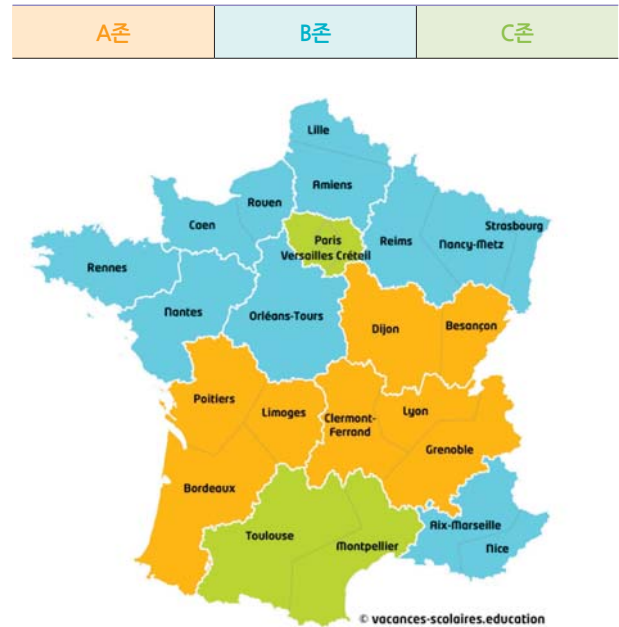 A존 B존 C존
Lille
Amiens
Rouen
Caen
Paris
Versailles Créteil
Reims
Strasbourg
Nancy-Metz
Rennes
Nantes
Orléans-Tours
Dijon
Besançon
Poitiers
Limoges
Clermont-
Ferrand
Lyon
Grenoble
Bordeaux
Toulouse
Montpellier
Aix-Marseille
Nice
© vacances-scolaires.education